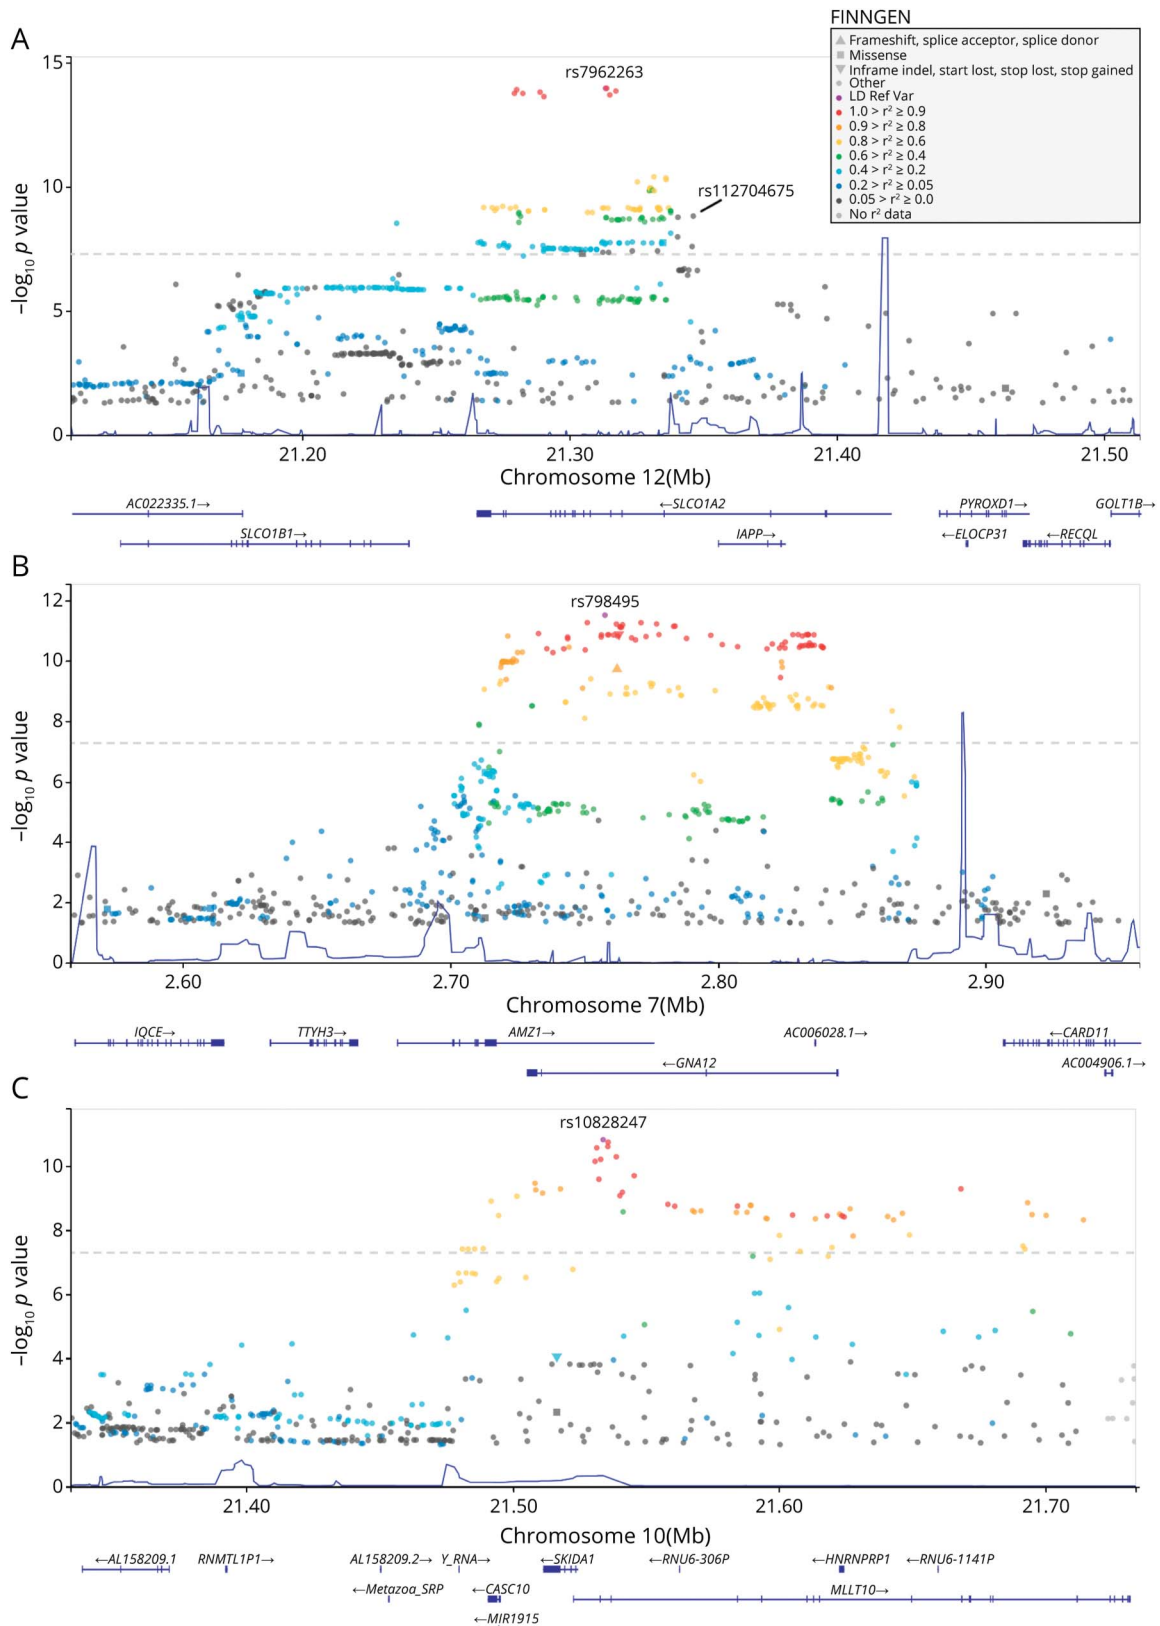 FINNGEN
Frameshift, splice acceptor, splice donor
Missense
Inframe indel, start lost, stop lost, stop gained
Other
LD Ref Var
1.0 > r² ≥ 0.9
0.9 > r² ≥ 0.8
0.8 > r² ≥ 0.6
0.6 > r² ≥ 0.4
0.4 > r² ≥ 0.2
0.2 > r² ≥ 0.05
0.05 > r² ≥ 0.0
No r² data
A
15
10
5
0
–log₁₀ p value
rs7962263
rs112704675
21.20 21.30 21.40 21.50
Chromosome 12(Mb)
AC022335.1→ ←SLCO1A2 PYROXD1→ GOLT1B→
SLCO1B1→ IAPP→ ←ELOCP31 ←RECQL
B
12
10
8
6
4
2
0
–log₁₀ p value
rs798495
2.60 2.70 2.80 2.90
Chromosome 7(Mb)
IQCE→ TTYH3→ AMZ1→ AC006028.1→ ←CARD11
←GNA12 AC004906.1→
C
10
8
6
4
2
0
–log₁₀ p value
rs10828247
21.40 21.50 21.60 21.70
Chromosome 10(Mb)
←AL158209.1 RNMTL1P1→ AL158209.2→ Y_RNA→ ←SKIDA1 ←RNU6-306P ←HNRNPRP1 ←RNU6-1141P
←Metazoa_SRP ←CASC10 MLLT10→
←MIR1915